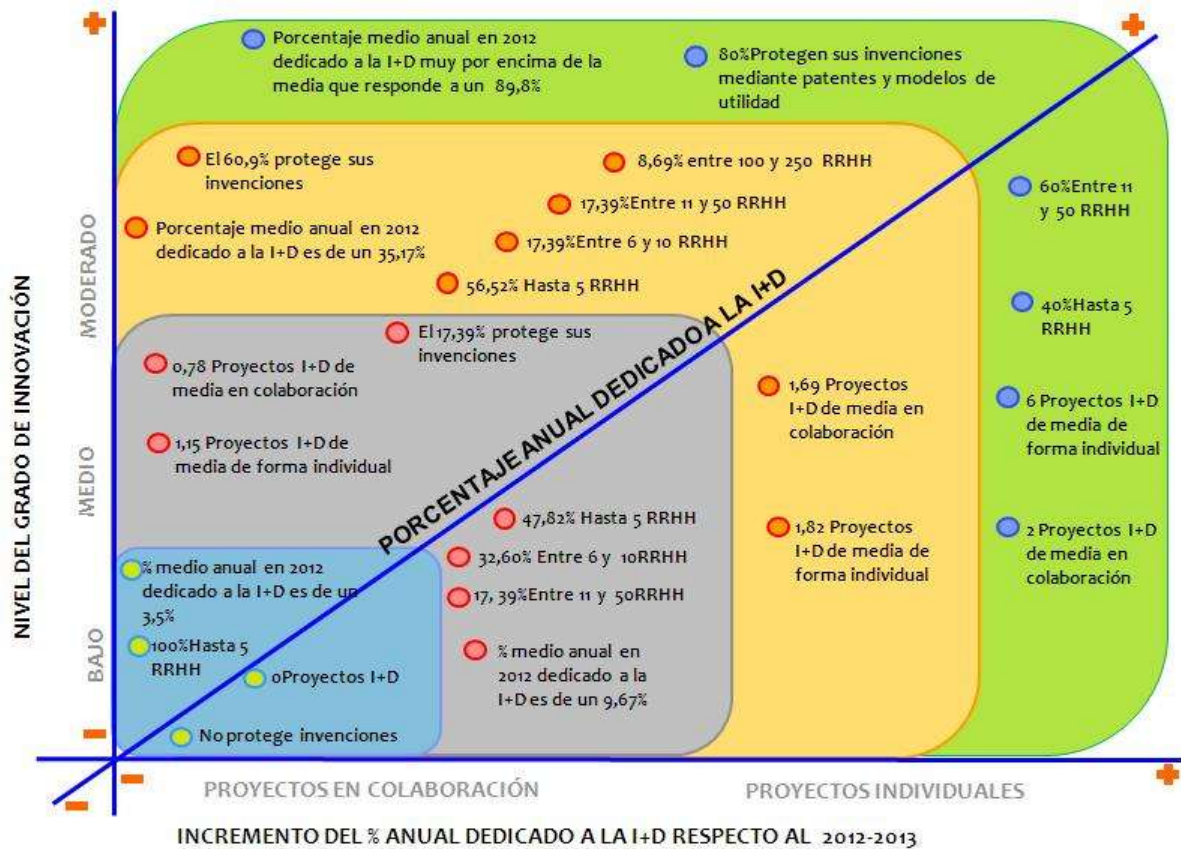 Porcentaje medio anual en 2012
dedicado a la I+D muy por encima de la
media que responde a un 89,8%
80%Protegen sus invenciones
mediante patentes y modelos de
utilidad
El 60,9% protege sus
invenciones
8,69% entre 100 y 250 RRHH
17,39%Entre 11 y 50 RRHH
17,39%Entre 6 y 10 RRHH
56,52% Hasta 5 RRHH
Porcentaje medio anual en 2012
dedicado a la I+D es de un 35,17%
60%Entre 11
y 50 RRHH
40%Hasta 5
RRHH
El 17,39% protege sus
invenciones
0,78 Proyectos I+D de
media en colaboración
1,15 Proyectos I+D de
media de forma individual
PORCENTAJE ANUAL DEDICADO A LA I+D
1,69 Proyectos
I+D de media en
colaboración
6 Proyectos I+D
de media de
forma individual
47,82% Hasta 5 RRHH
32,60% Entre 6 y 10RRHH
17, 39%Entre 11 y 50RRHH
% medio anual en
2012 dedicado a la
I+D es de un 9,67%
1,82 Proyectos
I+D de media de
forma individual
2 Proyectos I+D
de media en
colaboración
% medio anual en 2012
dedicado a la I+D es de un
3,5%
100%Hasta 5
RRHH
0Proyectos I+D
No protege invenciones
NIVEL DEL GRADO DE INNOVACIÓN
MODERADO
MEDIO
BAJO
PROYECTOS EN COLABORACIÓN
PROYECTOS INDIVIDUALES
INCREMENTO DEL % ANUAL DEDICADO A LA I+D RESPECTO AL 2012-2013